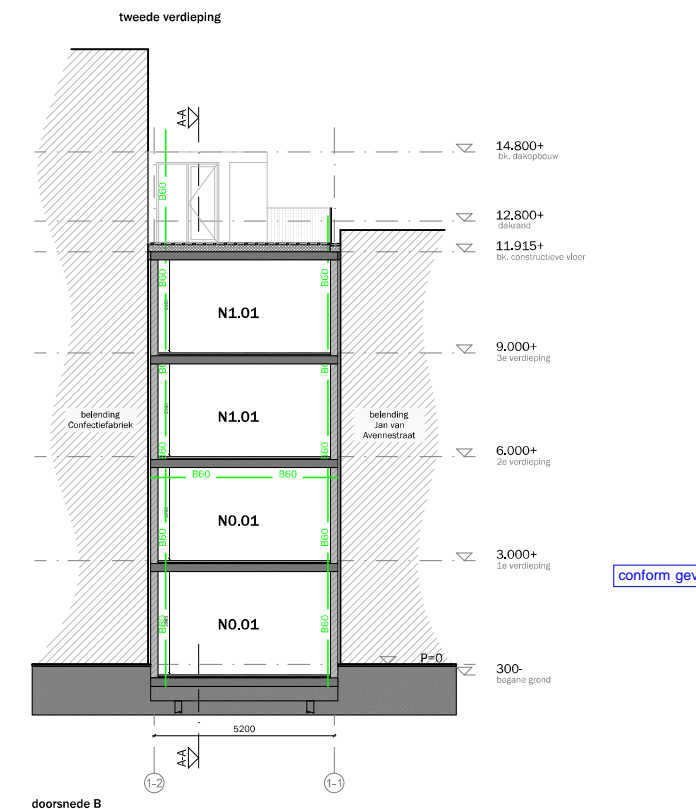 tweede verdieping
A-A
14.800+
bk. dakopbouw
B60
12.800+
dakrand
11.915+
bk. constructieve vloer
B60
B60
N1.01
9.000+
3e verdieping
N1.01
belending
Confectiefabriek
belending
Jan van
Avennestraat
B60
B60
6.000+
2e verdieping
B60
B60
N0.01
B60
B60
3.000+
1e verdieping
conform gev
N0.01
B60
B60
P=0
300-
begane grond
5200
A-A
1-2
1-1
doorsnede B